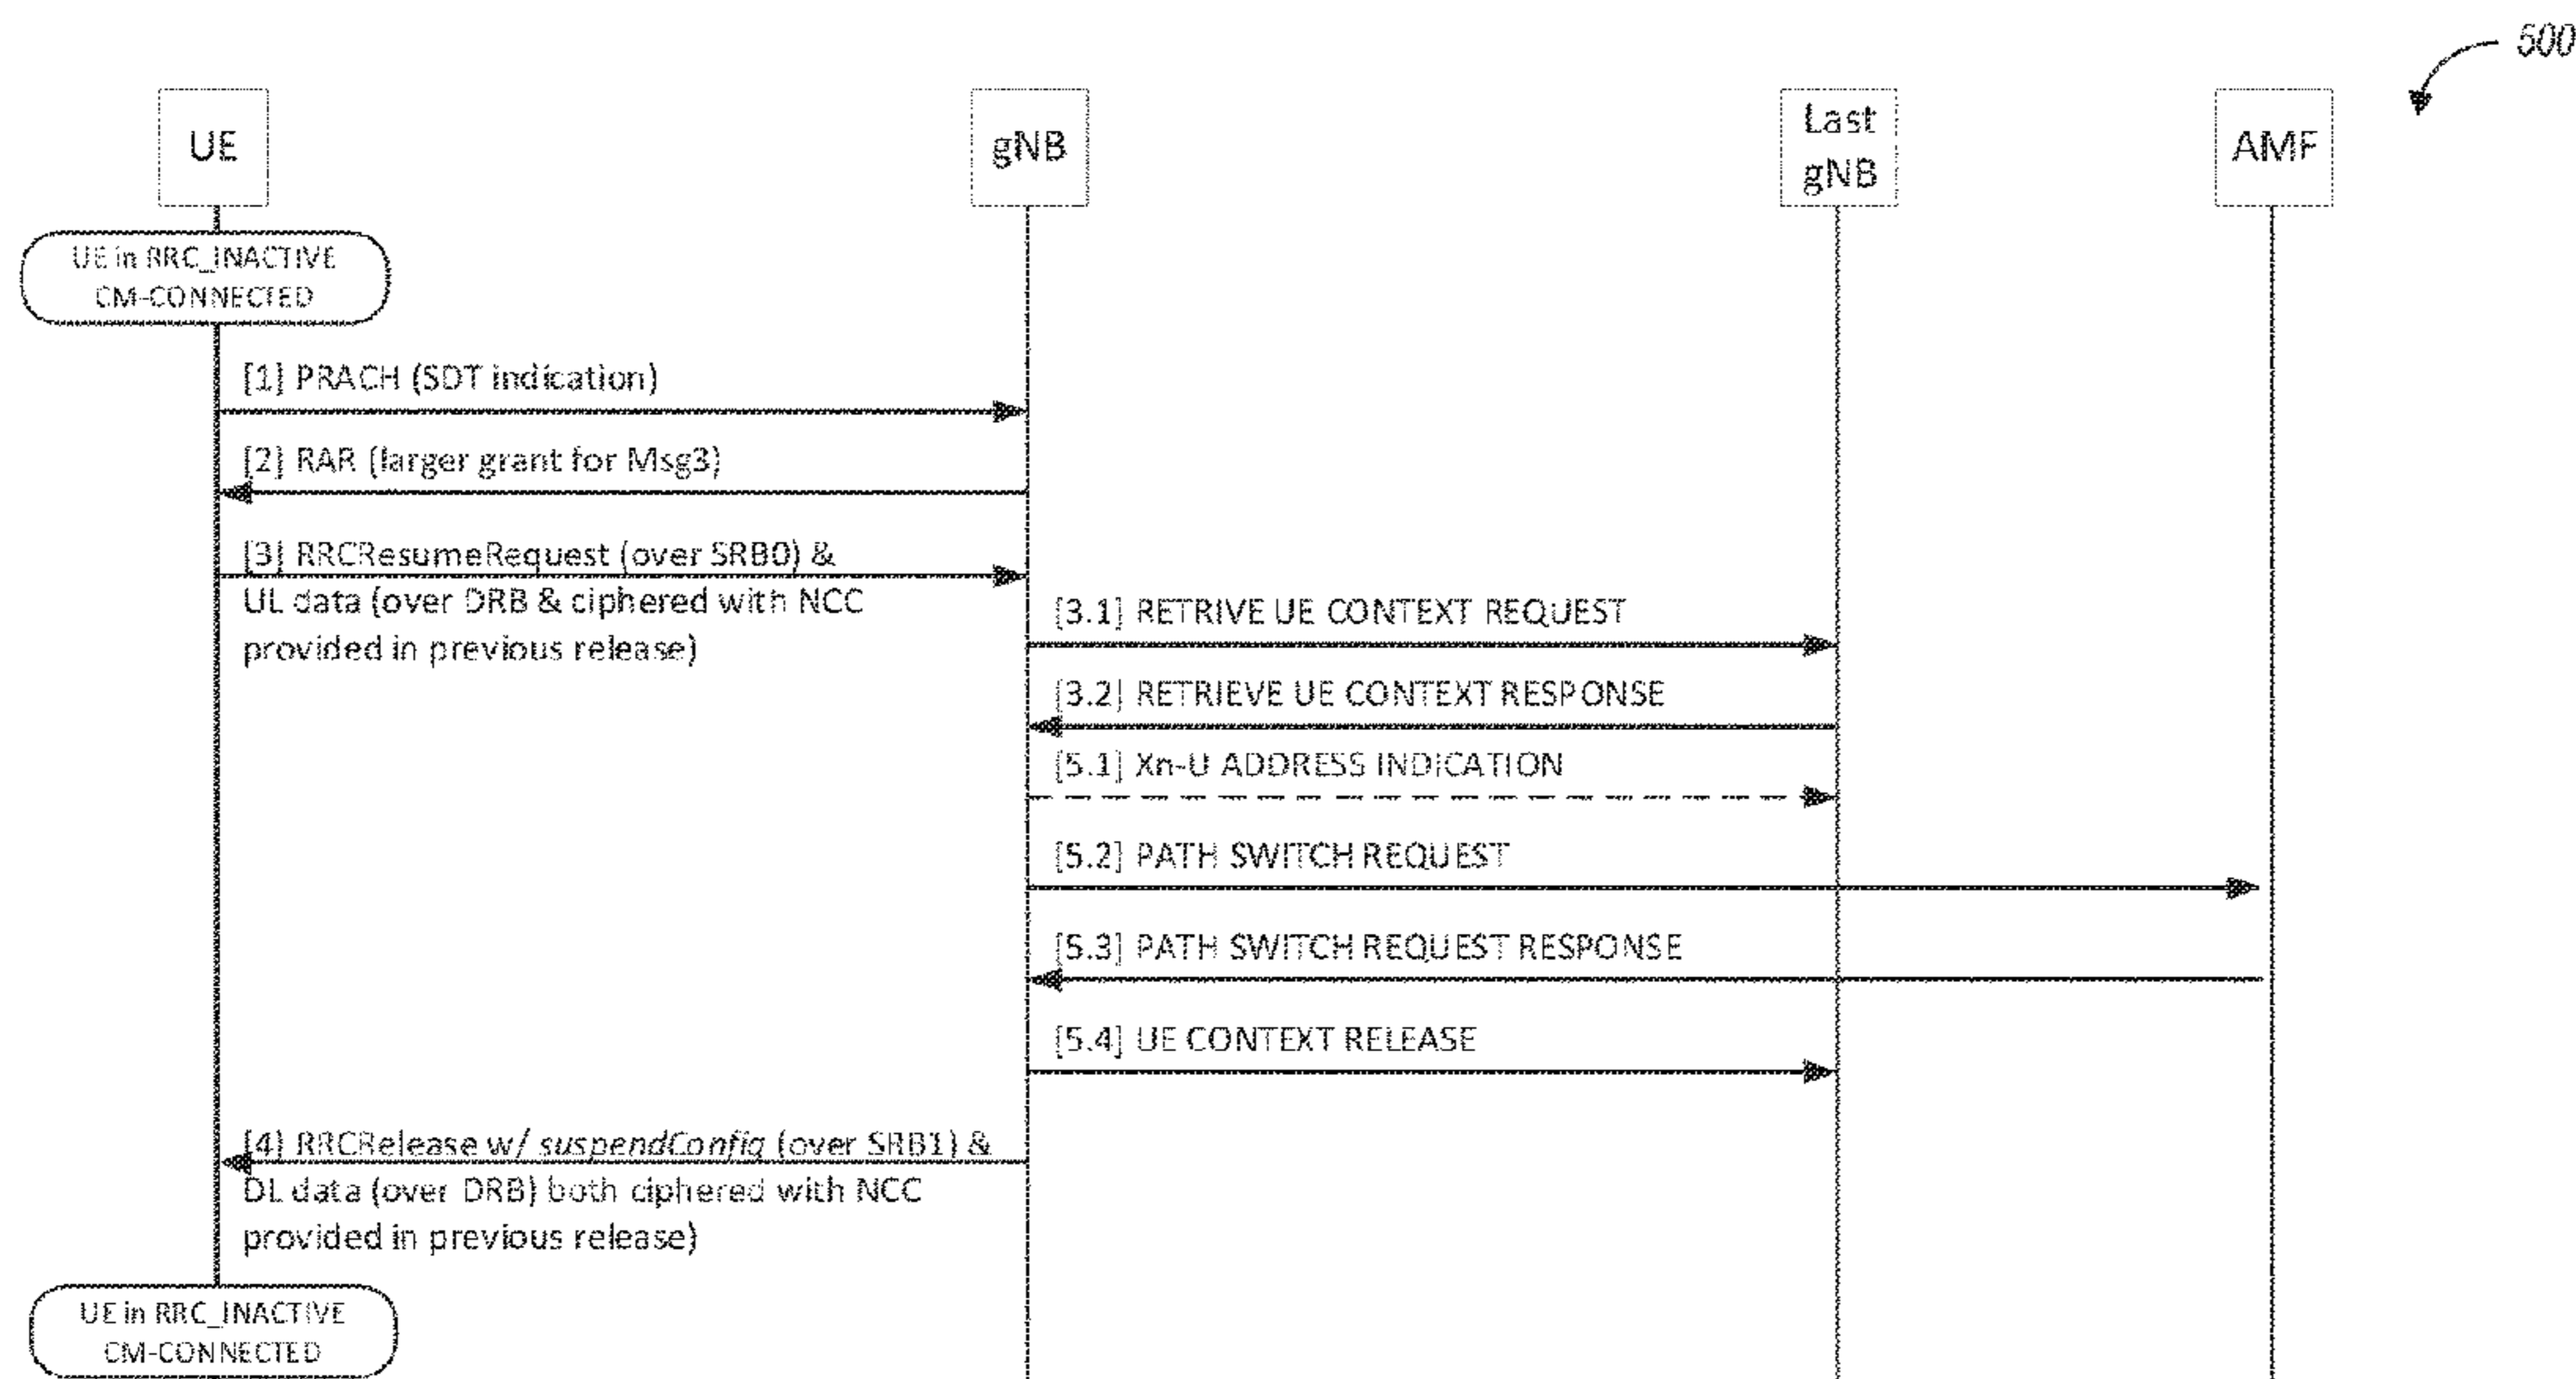 500
UE
gNB
Last
gNB
AMF
UE in RRC_INACTIVE
CM-CONNECTED
[1] PRACH (SDT indication)
[2] RAR (larger grant for Msg3)
[3] RRCResumeRequest (over SRB0) &
UL data (over DRB & ciphered with NCC
provided in previous release)
[3.1] RETRIVE UE CONTEXT REQUEST
[3.2] RETRIEVE UE CONTEXT RESPONSE
[5.1] Xn-U ADDRESS INDICATION
[5.2] PATH SWITCH REQUEST
[5.3] PATH SWITCH REQUEST RESPONSE
[5.4] UE CONTEXT RELEASE
[4] RRCRelease w/ suspendConfig (over SRB1) &
DL data (over DRB) both ciphered with NCC
provided in previous release)
UE in RRC_INACTIVE
CM-CONNECTED